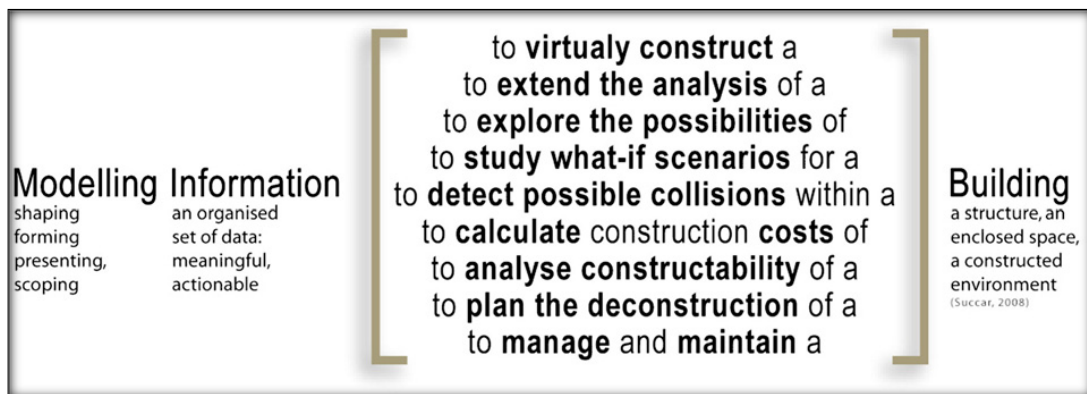 Modelling
shaping
forming
presenting,
scoping
Information
an organised
set of data:
meaningful,
actionable
to virtualy construct a
to extend the analysis of a
to explore the possibilities of
to study what-if scenarios for a
to detect possible collisions within a
to calculate construction costs of
to analyse constructability of a
to plan the deconstruction of a
to manage and maintain a
Building
a structure, an
enclosed space,
a constructed
environment
(Succar, 2008)